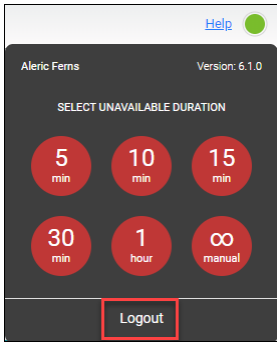 Help
Aleric Ferns Version: 6.1.0
SELECT UNAVAILABLE DURATION
5 10 15
min min min
30 1 ∞
min hour manual
Logout